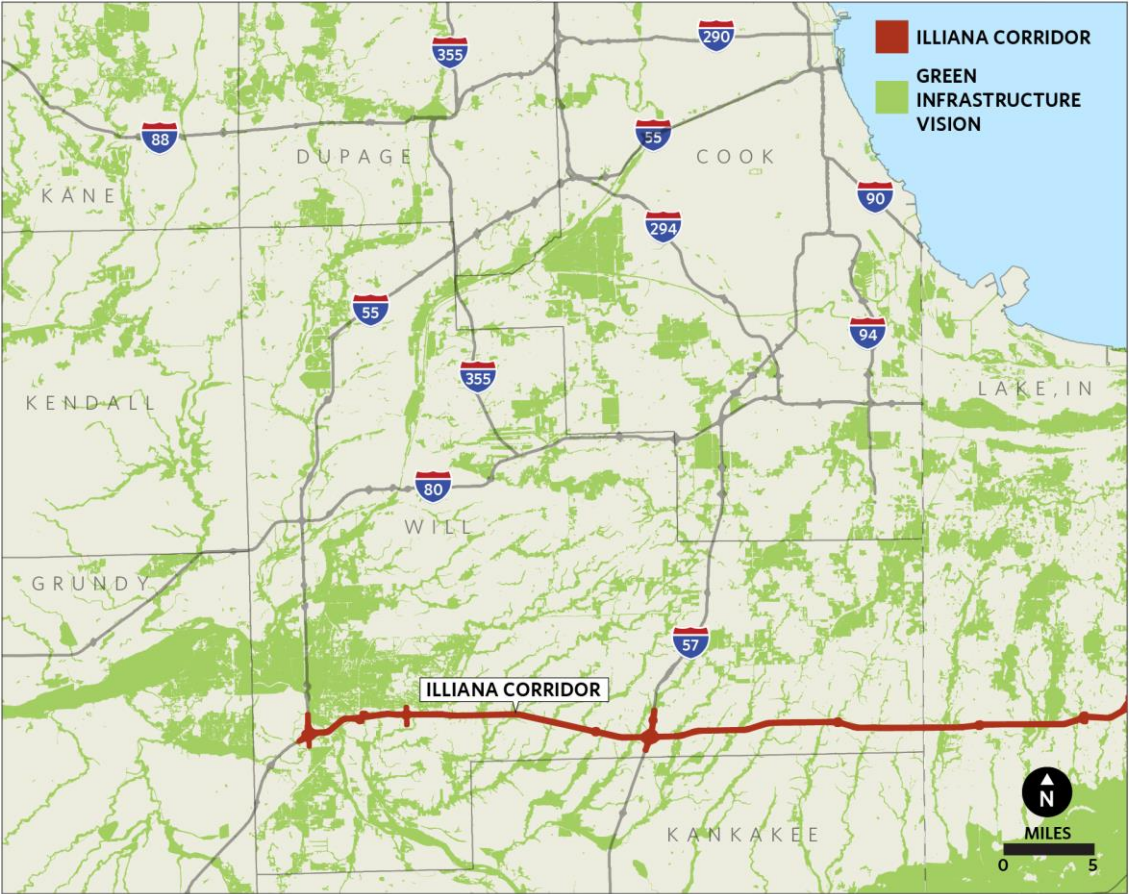 290
355
ILLIANA CORRIDOR
GREEN
INFRASTRUCTURE
VISION
88
55
DUPAGE
COOK
KANE
90
294
55
94
355
LAKE, IN
KENDALL
80
WILL
GRUNDY
57
ILLIANA CORRIDOR
N
MILES
0 5
KANKAKEE